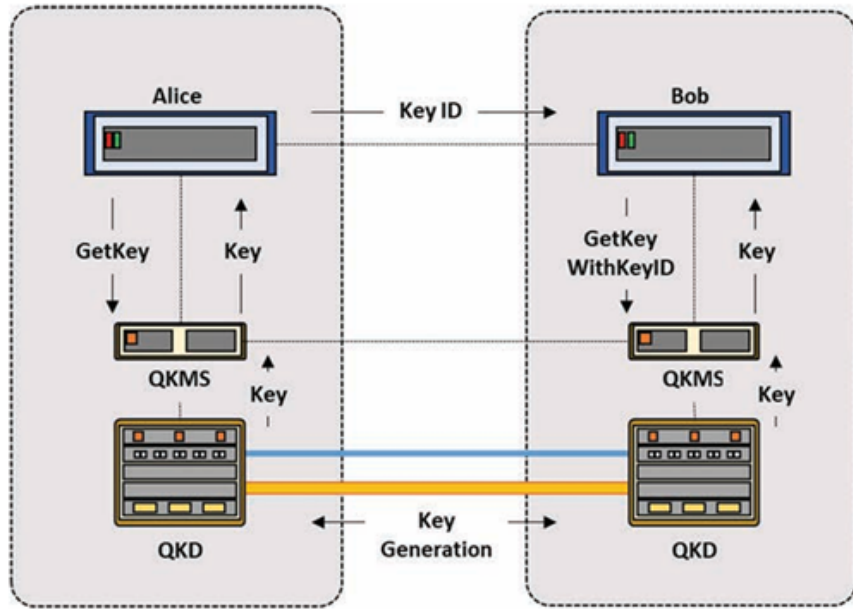 Alice
Key ID
Bob
GetKey
Key
GetKey
WithKeyID
Key
QKMS
Key
QKMS
Key
Key
Generation
QKD
QKD